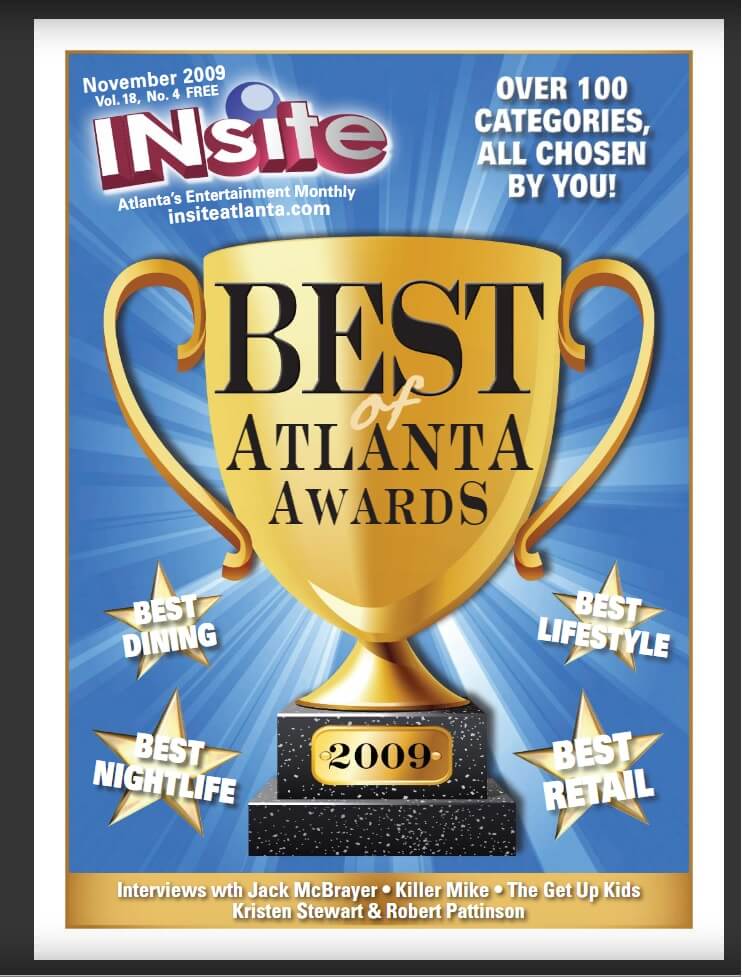 November 2009
Vol. 18, No. 4 FREE
INsite
Atlanta's Entertainment Monthly
insiteatlanta.com
OVER 100
CATEGORIES,
ALL CHOSEN
BY YOU!
BEST
of
ATLANTA
AWARDS
BEST
DINING
BEST
LIFESTYLE
BEST
NIGHTLIFE
BEST
RETAIL
2009
Interviews wth Jack McBrayer • Killer Mike • The Get Up Kids
Kristen Stewart & Robert Pattinson